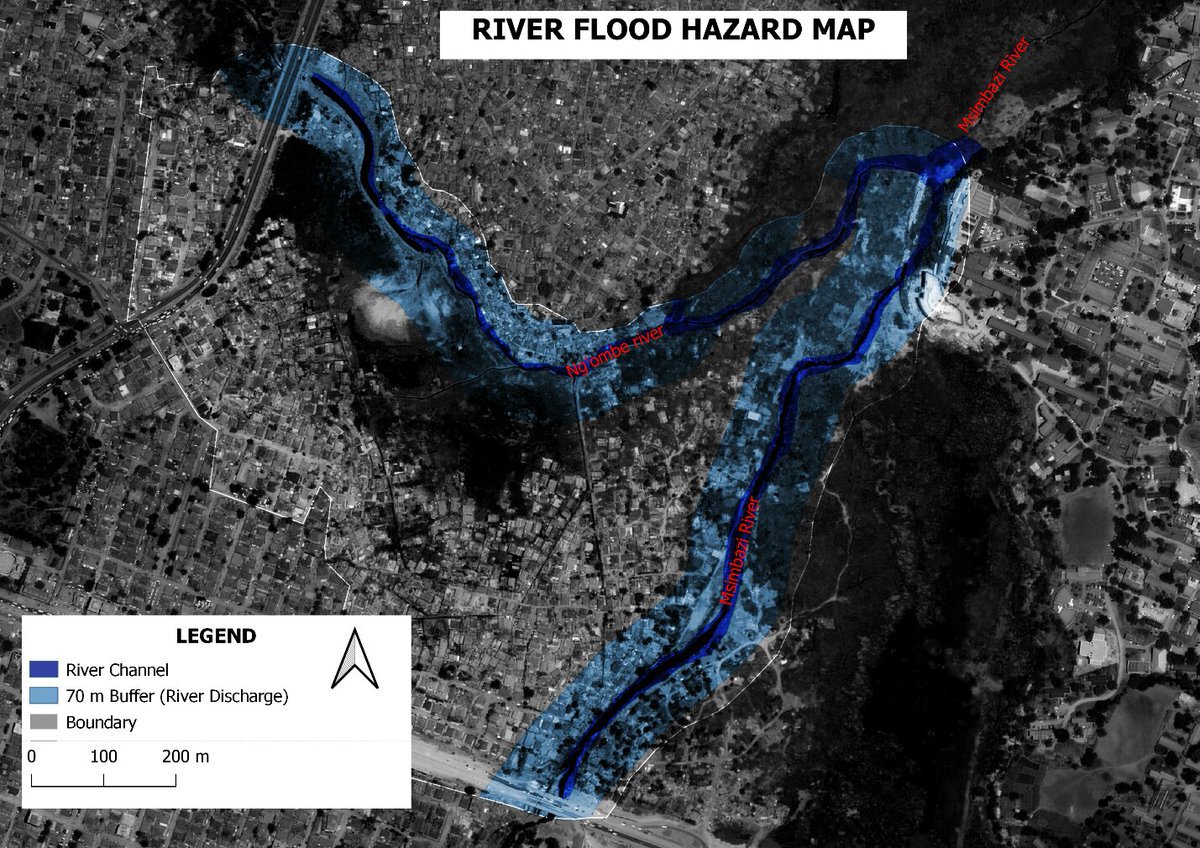 RIVER FLOOD HAZARD MAP
Msimbazi River
Ng'ombe river
Msimbazi River
LEGEND
River Channel
70 m Buffer (River Discharge)
Boundary
0 100 200 m